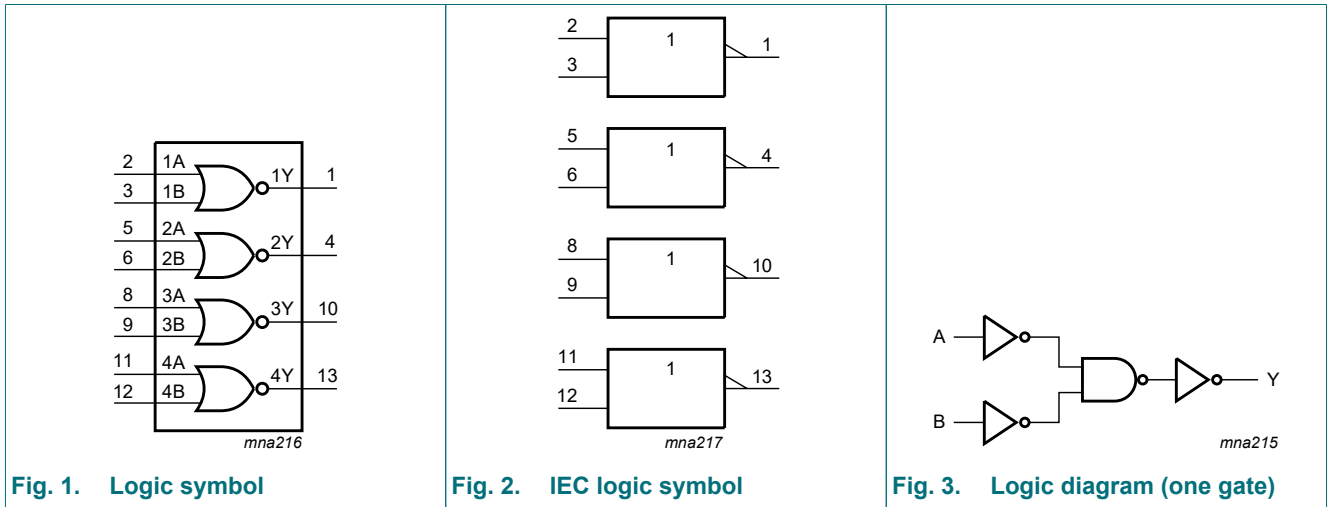 2 1A 1Y 1
3 1B
5 2A 2Y 4
6 2B
8 3A 3Y 10
9 3B
11 4A 4Y 13
12 4B
mna216
Fig. 1. Logic symbol
2 1 1
3
5 1 4
6
8 1 10
9
11 1 13
12
mna217
Fig. 2. IEC logic symbol
A
Y
B
mna215
Fig. 3. Logic diagram (one gate)